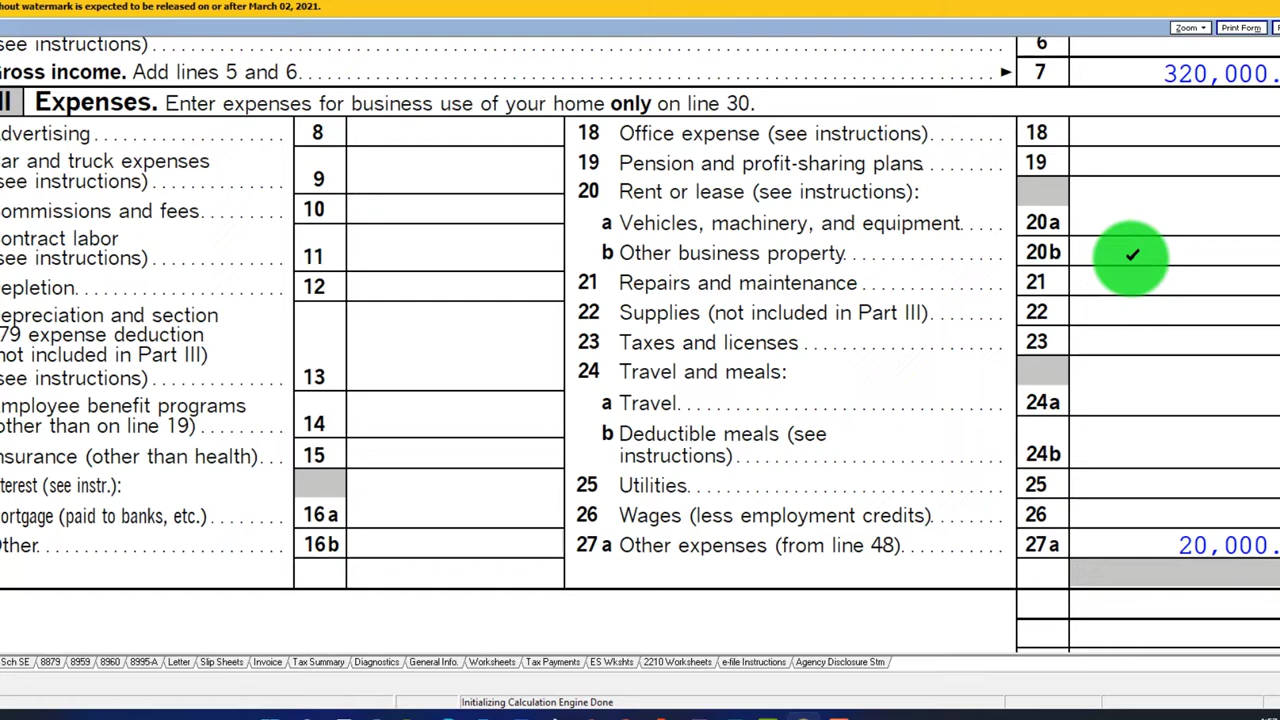 hout watermark is expected to be released on or after March 02, 2021.
Zoom Print Form
see instructions) 6
Gross income. Add lines 5 and 6. 7 320,000.
II Expenses. Enter expenses for business use of your home only on line 30.
dvertising 8
ar and truck expenses
see instructions) 9
ommissions and fees 10
ontract labor
see instructions) 11
epletion 12
epreciation and section
79 expense deduction
not included in Part III)
see instructions) 13
mployee benefit programs
other than on line 19) 14
nsurance (other than health) 15
terest (see instr.):
ortgage (paid to banks, etc.) 16a
Other 16b
18 Office expense (see instructions) 18
19 Pension and profit-sharing plans 19
20 Rent or lease (see instructions):
a Vehicles, machinery, and equipment 20a
b Other business property 20b
21 Repairs and maintenance 21
22 Supplies (not included in Part III) 22
23 Taxes and licenses 23
24 Travel and meals:
a Travel 24a
b Deductible meals (see
instructions) 24b
25 Utilities 25
26 Wages (less employment credits) 26
27a Other expenses (from line 48) 27a 20,000.
Sch SE 8879 8959 8960 8995-A Letter Slip Sheets Invoice Tax Summary Diagnostics General Info. Worksheets Tax Payments ES Wkshts 2210 Worksheets e-file Instructions Agency Disclosure Stm
Initializing Calculation Engine Done